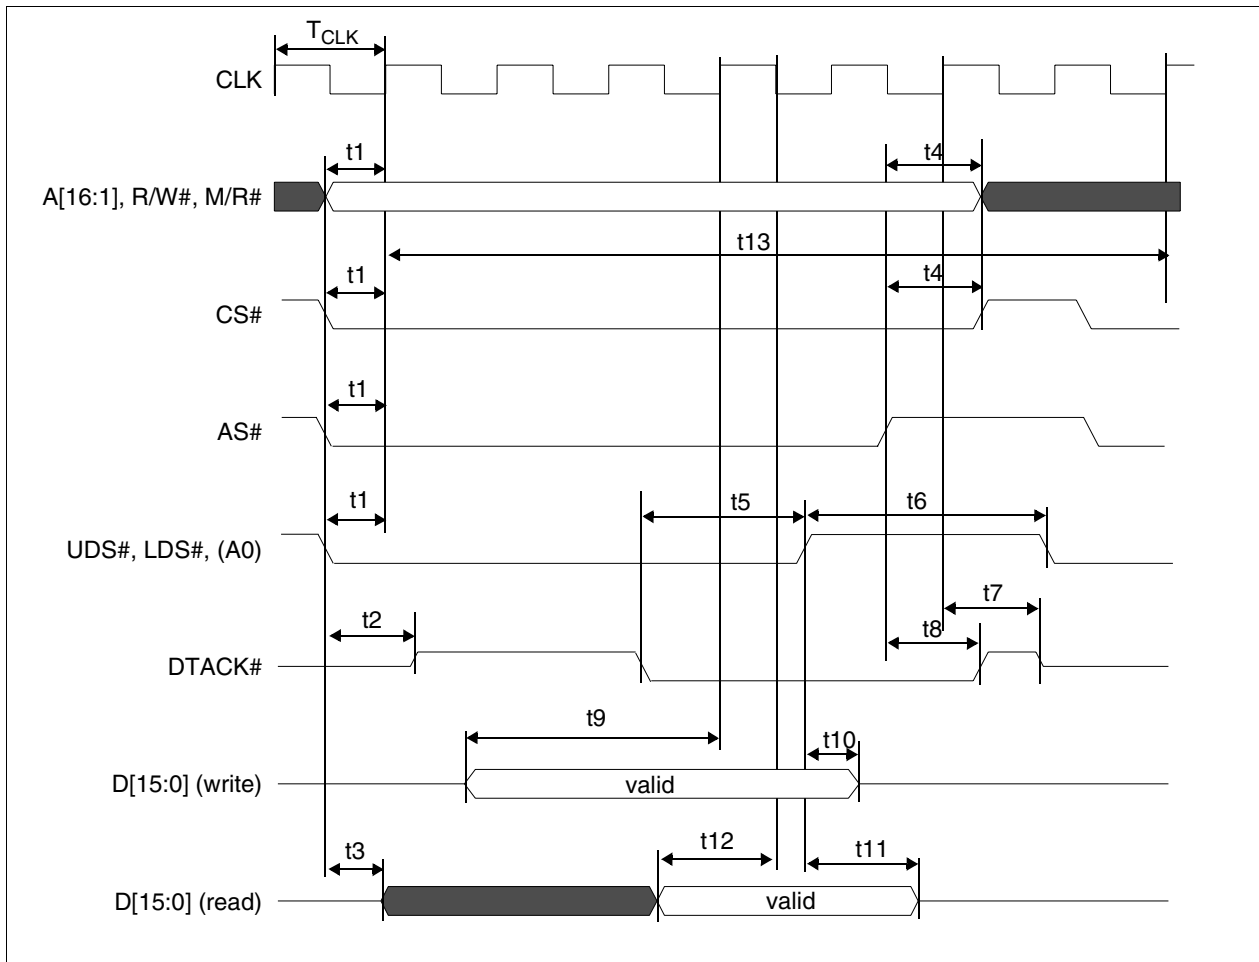 TCLK
CLK
t1 t4
A[16:1], R/W#, M/R#
t13
t1 t4
CS#
t1
AS#
t1 t5 t6
UDS#, LDS#, (A0)
t7
t2 t8
DTACK#
t9
t10
D[15:0] (write) valid
t3 t12 t11
D[15:0] (read) valid